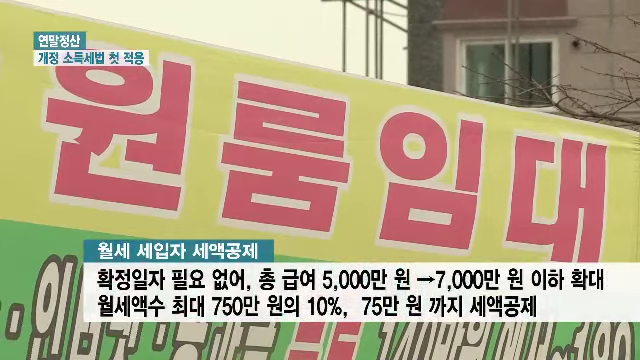 연말정산
개정 소득세법 첫 적용
원룸임대
월세 세입자 세액공제
확정일자 필요 없어, 총 급여 5,000만 원 →7,000만 원 이하 확대
월세액수 최대 750만 원의 10%, 75만 원 까지 세액공제